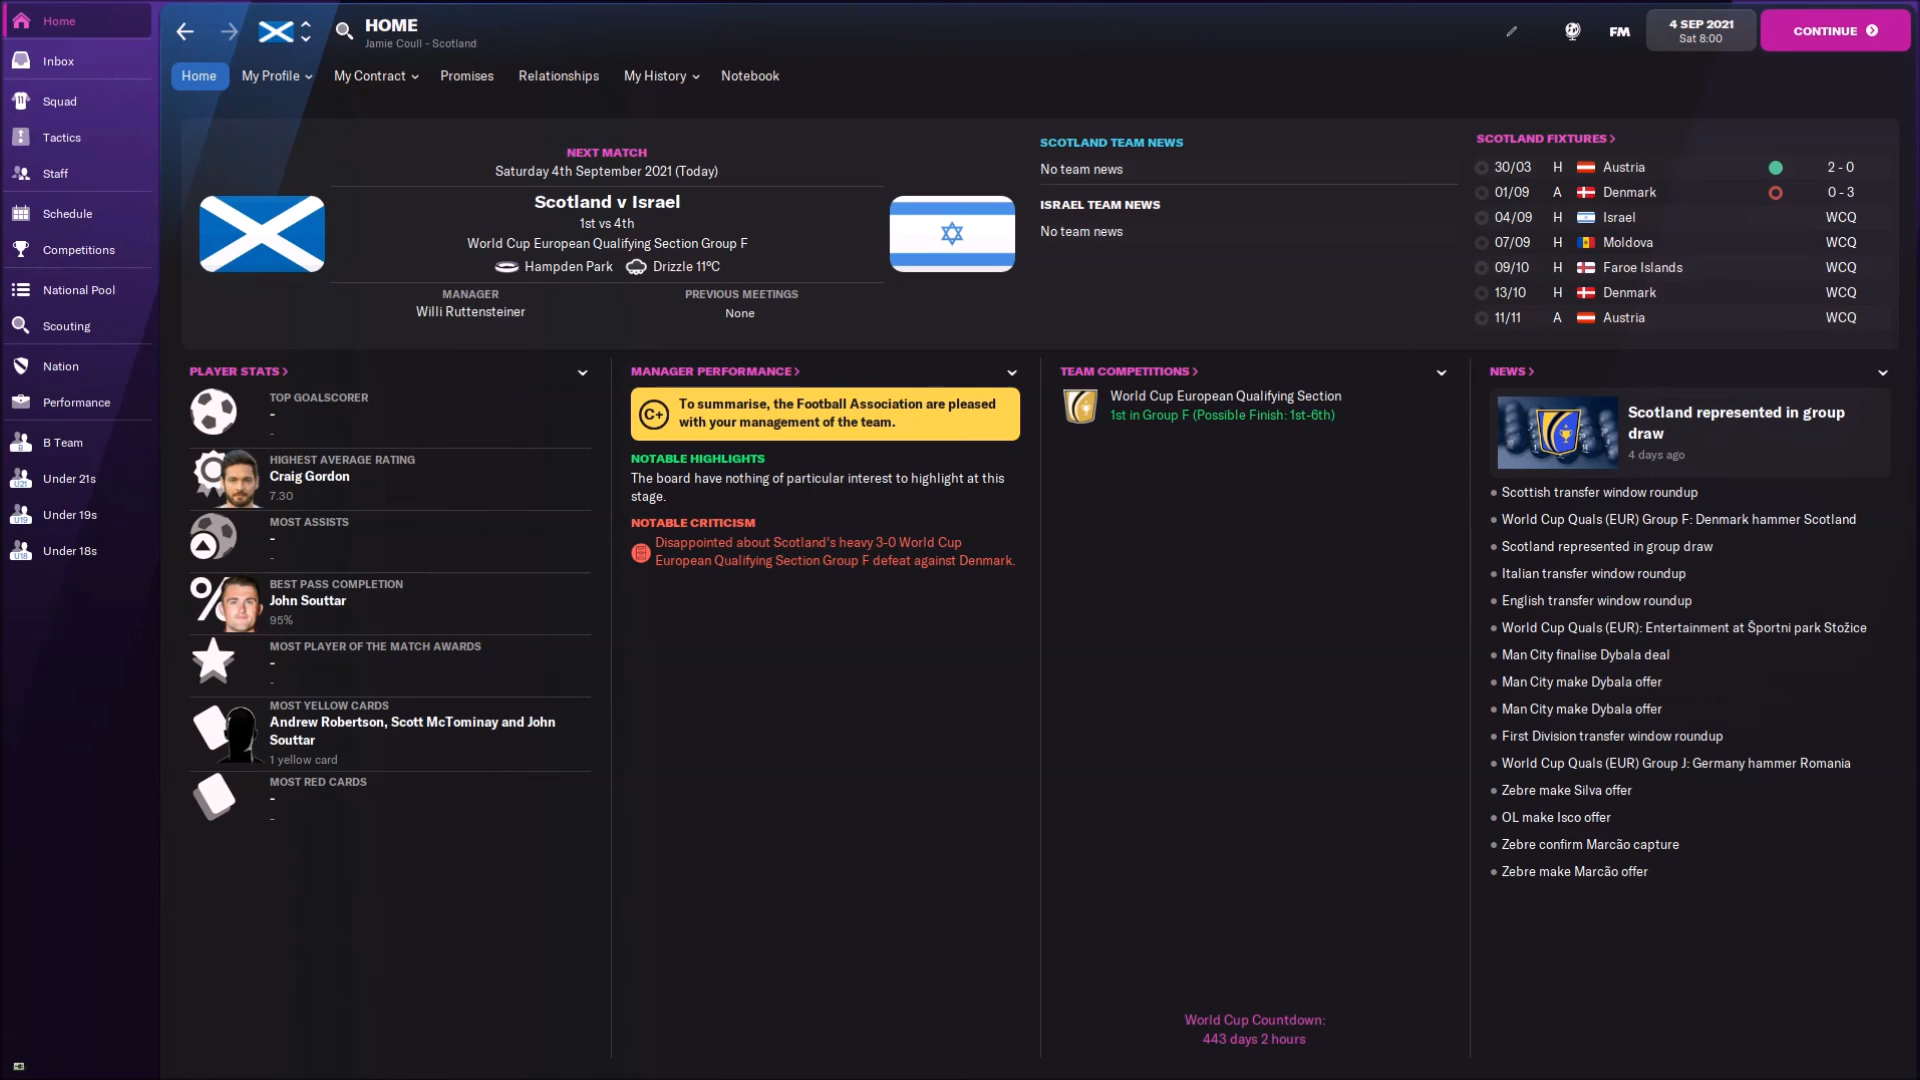 Home
Inbox
Squad
Tactics
Staff
Schedule
Competitions
National Pool
Scouting
Nation
Performance
B Team
Under 21s
Under 19s
Under 18s
HOME
Jamie Coull - Scotland
FM
4 SEP 2021
Sat 8:00
CONTINUE
Home
My Profile
My Contract
Promises
Relationships
My History
Notebook
NEXT MATCH
Saturday 4th September 2021 (Today)
Scotland v Israel
1st vs 4th
World Cup European Qualifying Section Group F
Hampden Park Drizzle 11°C
MANAGER
Willi Ruttensteiner
PREVIOUS MEETINGS
None
SCOTLAND TEAM NEWS
No team news
ISRAEL TEAM NEWS
No team news
SCOTLAND FIXTURES >
30/03 H Austria 2 - 0
01/09 A Denmark 0 - 3
04/09 H Israel WCQ
07/09 H Moldova WCQ
09/10 H Faroe Islands WCQ
13/10 H Denmark WCQ
11/11 A Austria WCQ
PLAYER STATS >
TOP GOALSCORER
-
-
HIGHEST AVERAGE RATING
Craig Gordon
7.30
MOST ASSISTS
-
-
BEST PASS COMPLETION
John Souttar
95%
MOST PLAYER OF THE MATCH AWARDS
-
-
MOST YELLOW CARDS
Andrew Robertson, Scott McTominay and John
Souttar
1 yellow card
MOST RED CARDS
-
-
MANAGER PERFORMANCE >
C+
To summarise, the Football Association are pleased
with your management of the team.
NOTABLE HIGHLIGHTS
The board have nothing of particular interest to highlight at this
stage.
NOTABLE CRITICISM
Disappointed about Scotland's heavy 3-0 World Cup
European Qualifying Section Group F defeat against Denmark.
TEAM COMPETITIONS >
World Cup European Qualifying Section
1st in Group F (Possible Finish: 1st-6th)
World Cup Countdown:
443 days 2 hours
NEWS >
Scotland represented in group
draw
4 days ago
Scottish transfer window roundup
World Cup Quals (EUR) Group F: Denmark hammer Scotland
Scotland represented in group draw
Italian transfer window roundup
English transfer window roundup
World Cup Quals (EUR): Entertainment at Športni park Stožice
Man City finalise Dybala deal
Man City make Dybala offer
Man City make Dybala offer
First Division transfer window roundup
World Cup Quals (EUR) Group J: Germany hammer Romania
Zebre make Silva offer
OL make Isco offer
Zebre confirm Marcão capture
Zebre make Marcão offer